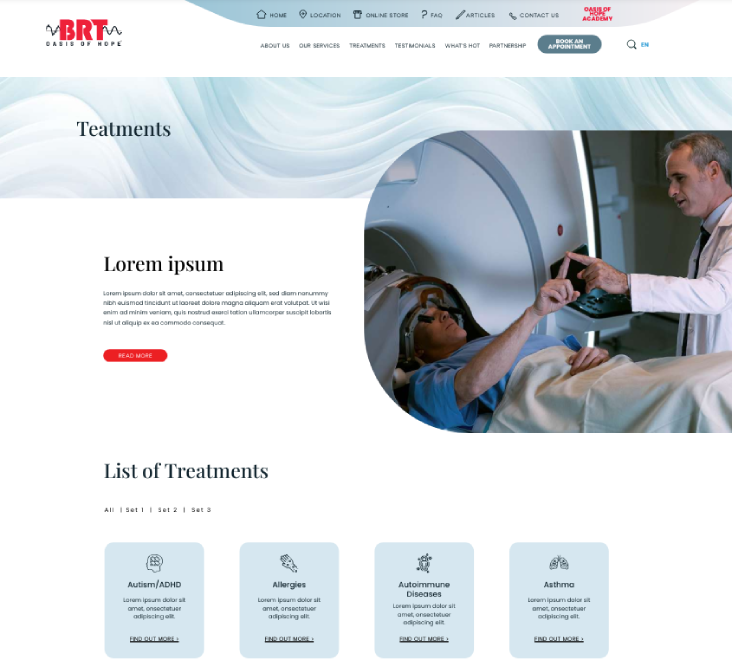 HOME LOCATION ONLINE STORE FAQ ARTICLES CONTACT US
OASIS OF
HOPE
ACADEMY
BRT
OASIS OF HOPE
ABOUT US OUR SERVICES TREATMENTS TESTIMONIALS WHAT'S HOT PARTNERSHIP
BOOK AN
APPOINTMENT
EN
Teatments
Lorem ipsum
Lorem ipsum dolor sit amet, consectetuer adipiscing elit, sed diem nonummy
nibh euismod tincidunt ut laoreet dolore magna aliquam erat volutpat. Ut wisi
enim ad minim veniam, quis nostrud exerci tation ullamcorper suscipit lobortis
nisl ut aliquip ex ea commodo consequat.
READ MORE
List of Treatments
All | Set 1 | Set 2 | Set 3
Autism/ADHD
Lorem ipsum dolor sit
amet, onsectetuer
adipiscing elit.
FIND OUT MORE >
Allergies
Lorem ipsum dolor sit
amet, onsectetuer
adipiscing elit.
FIND OUT MORE >
Autoimmune
Diseases
Lorem ipsum dolor sit
amet, onsectetuer
adipiscing elit.
FIND OUT MORE >
Asthma
Lorem ipsum dolor sit
amet, onsectetuer
adipiscing elit.
FIND OUT MORE >